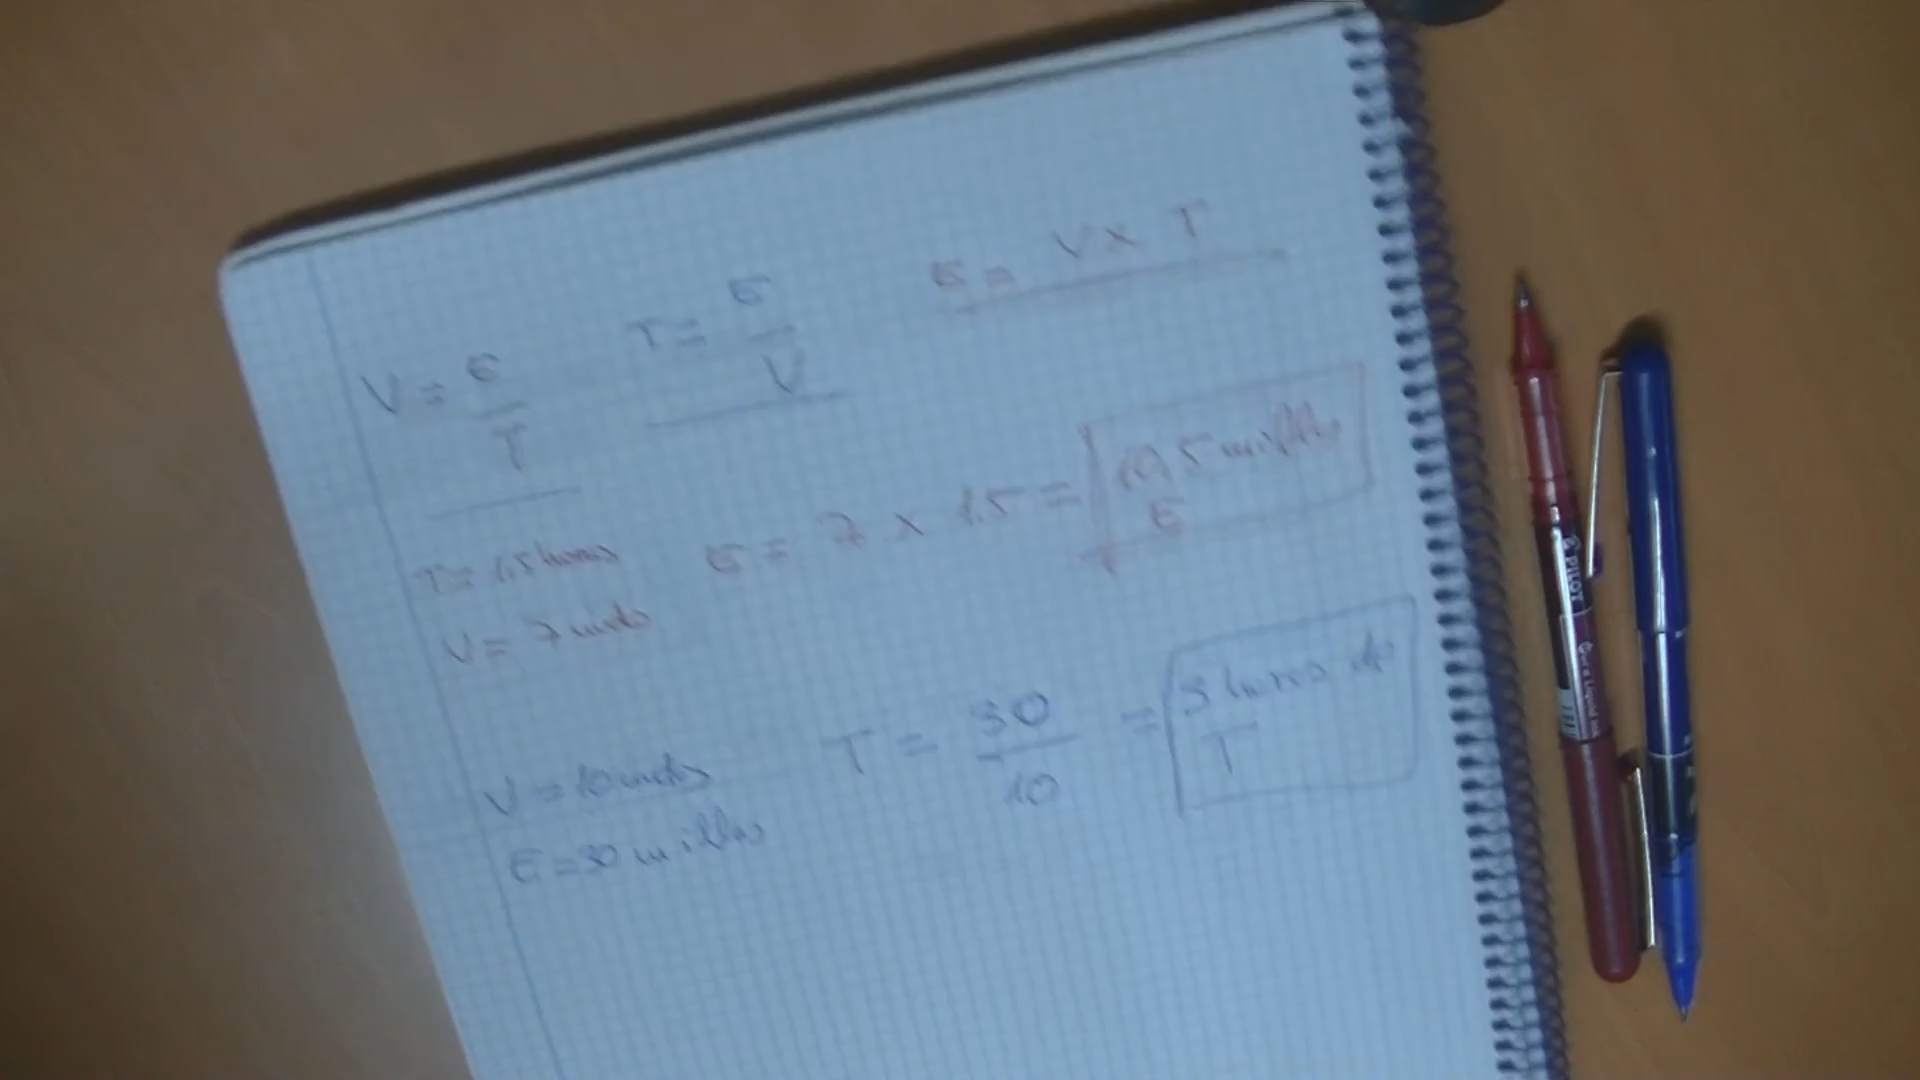 V = E / T
T = E / V
E = V x T
T = 1,5 horas
V = 7 nudos
E = 7 x 1.5 = 10,5 millas E
V = 10 nudos
E = 30 millas
T = 30 / 10 = 3 horas de T
PILOT